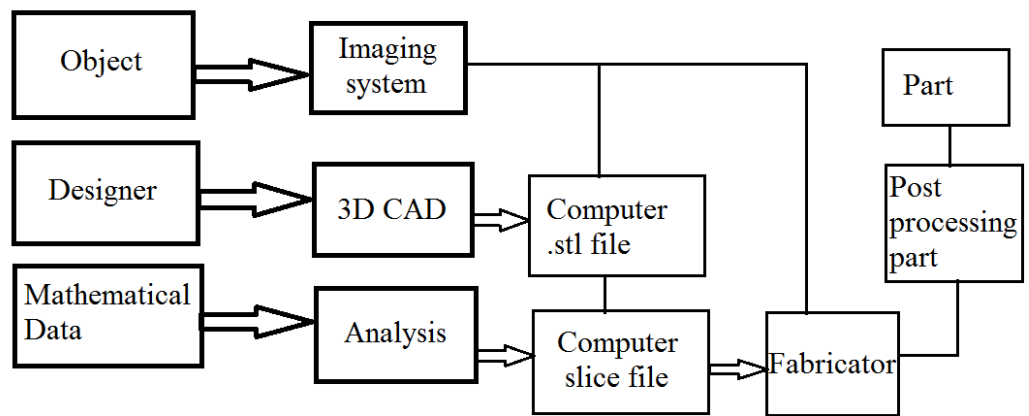 Object
Imaging
system
Part
Designer
3D CAD
Computer
.stl file
Post
processing
part
Mathematical
Data
Analysis
Computer
slice file
Fabricator